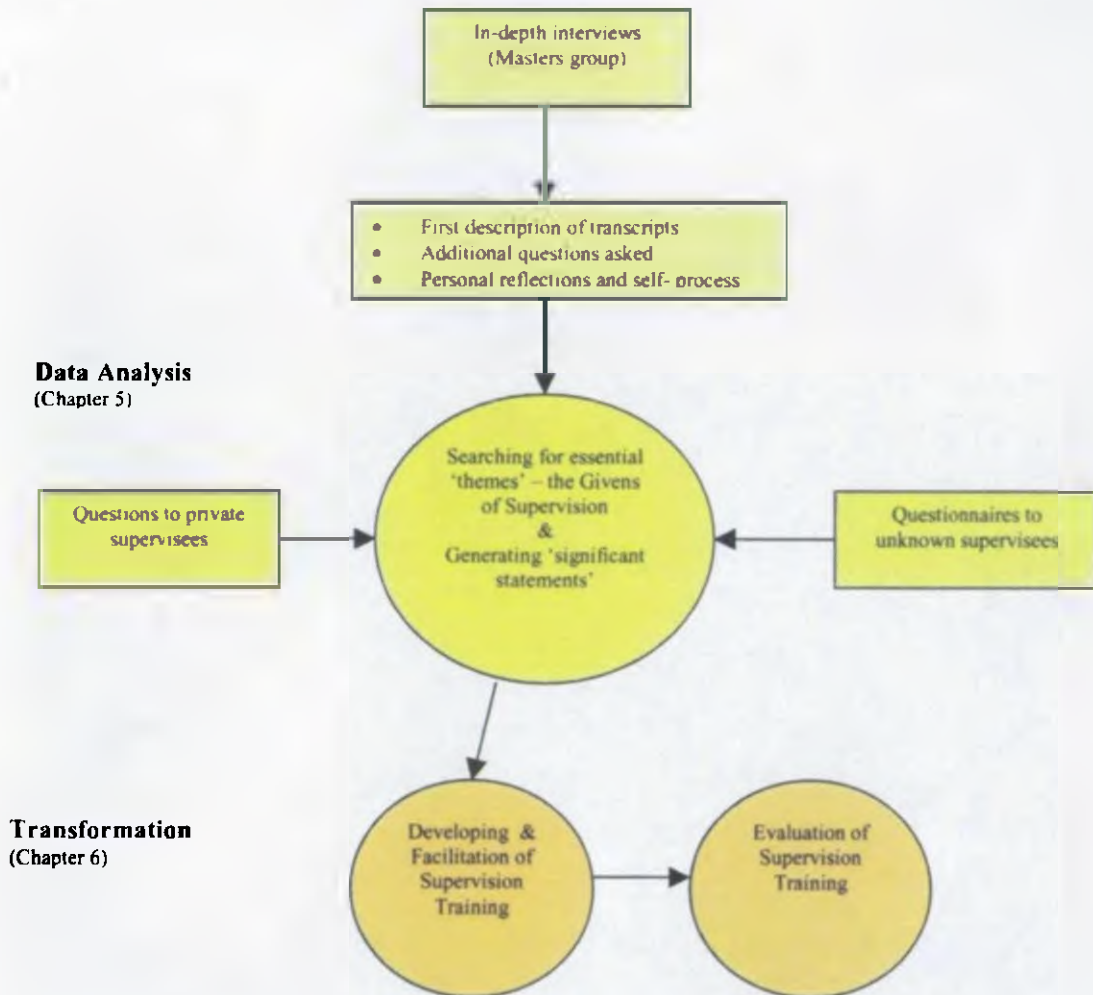 In-depth interviews
(Masters group)
• First description of transcripts
• Additional questions asked
• Personal reflections and self- process
Data Analysis
(Chapter 5)
Searching for essential
‘themes’ – the Givens
of Supervision
&
Generating ‘significant
statements’
Questions to private
supervisees
Questionnaires to
unknown supervisees
Transformation
(Chapter 6)
Developing &
Facilitation of
Supervision
Training
Evaluation of
Supervision
Training